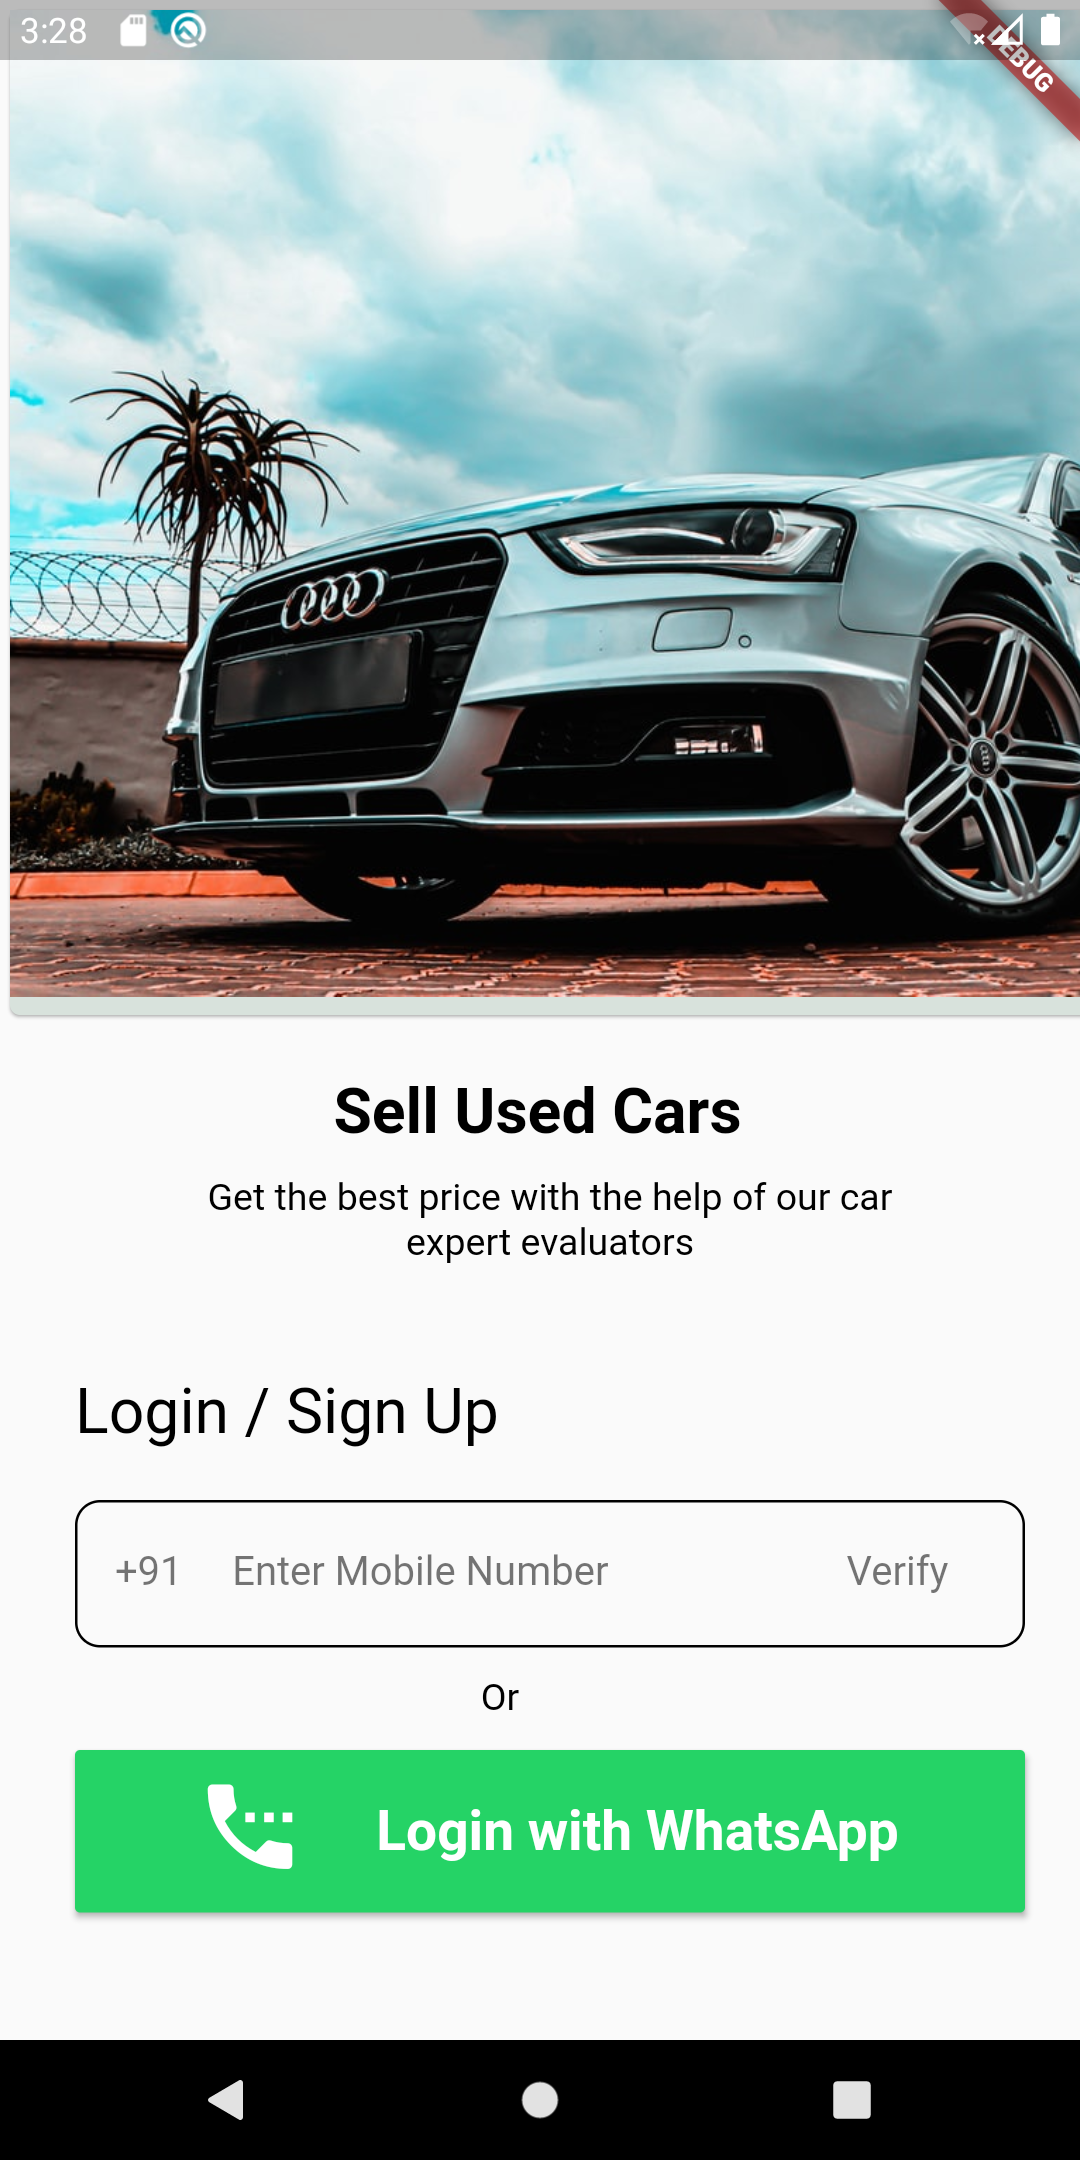 3:28
DEBUG
Sell Used Cars
Get the best price with the help of our car
expert evaluators
Login / Sign Up
+91 Enter Mobile Number Verify
Or
Login with WhatsApp